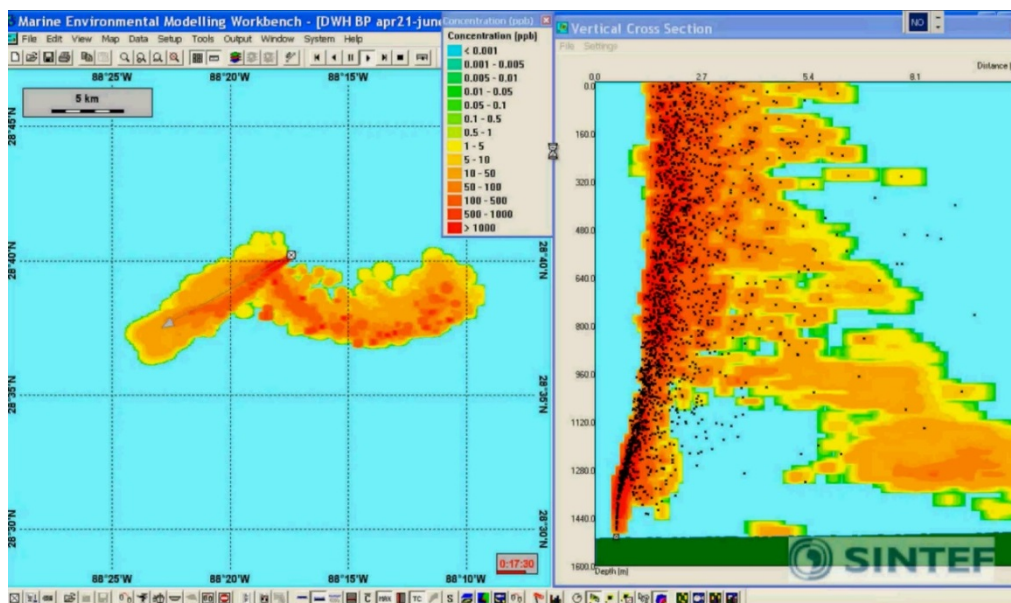 Marine Environmental Modelling Workbench - [DWH BP apr21-june
File Edit View Map Data Setup Tools Output Window System Help
88°25'W 88°20'W 88°15'W
5 km
28°45'N
28°40'N
28°35'N
28°30'N
88°25'W 88°20'W 88°15'W 88°10'W
0:17:30
Concentration (ppb)
Concentration (ppb)
< 0.001
0.001 - 0.005
0.005 - 0.01
0.01 - 0.05
0.05 - 0.1
0.1 - 0.5
0.5 - 1
1 - 5
5 - 10
10 - 50
50 - 100
100 - 500
500 - 1000
> 1000
28°40'N
28°35'N
28°30'N
NO
Vertical Cross Section
File Settings
Distance
0.0 2.7 5.4 8.1
0.0
160.0
320.0
480.0
640.0
800.0
960.0
1120.0
1280.0
1440.0
1600.0
Depth [m]
SINTEF